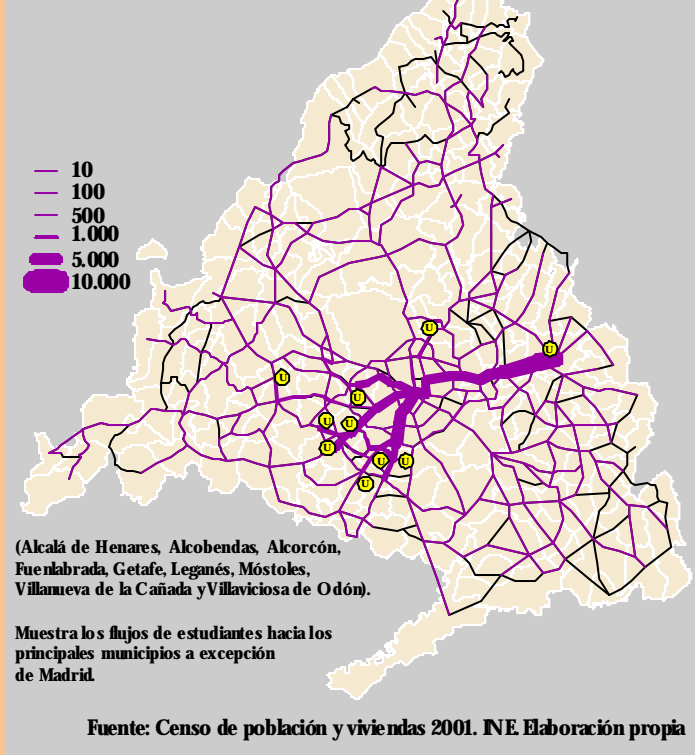 10
100
500
1.000
5.000
10.000
U
U
U
U
U
U
U
U
U
(Alcalá de Henares, Alcobendas, Alcorcón,
Fuenlabrada, Getafe, Leganés, Móstoles,
Villanueva de la Cañada y Villaviciosa de Odón).
Muestra los flujos de estudiantes hacia los
principales municipios a excepción
de Madrid.
Fuente: Censo de población y viviendas 2001. INE. Elaboración propia